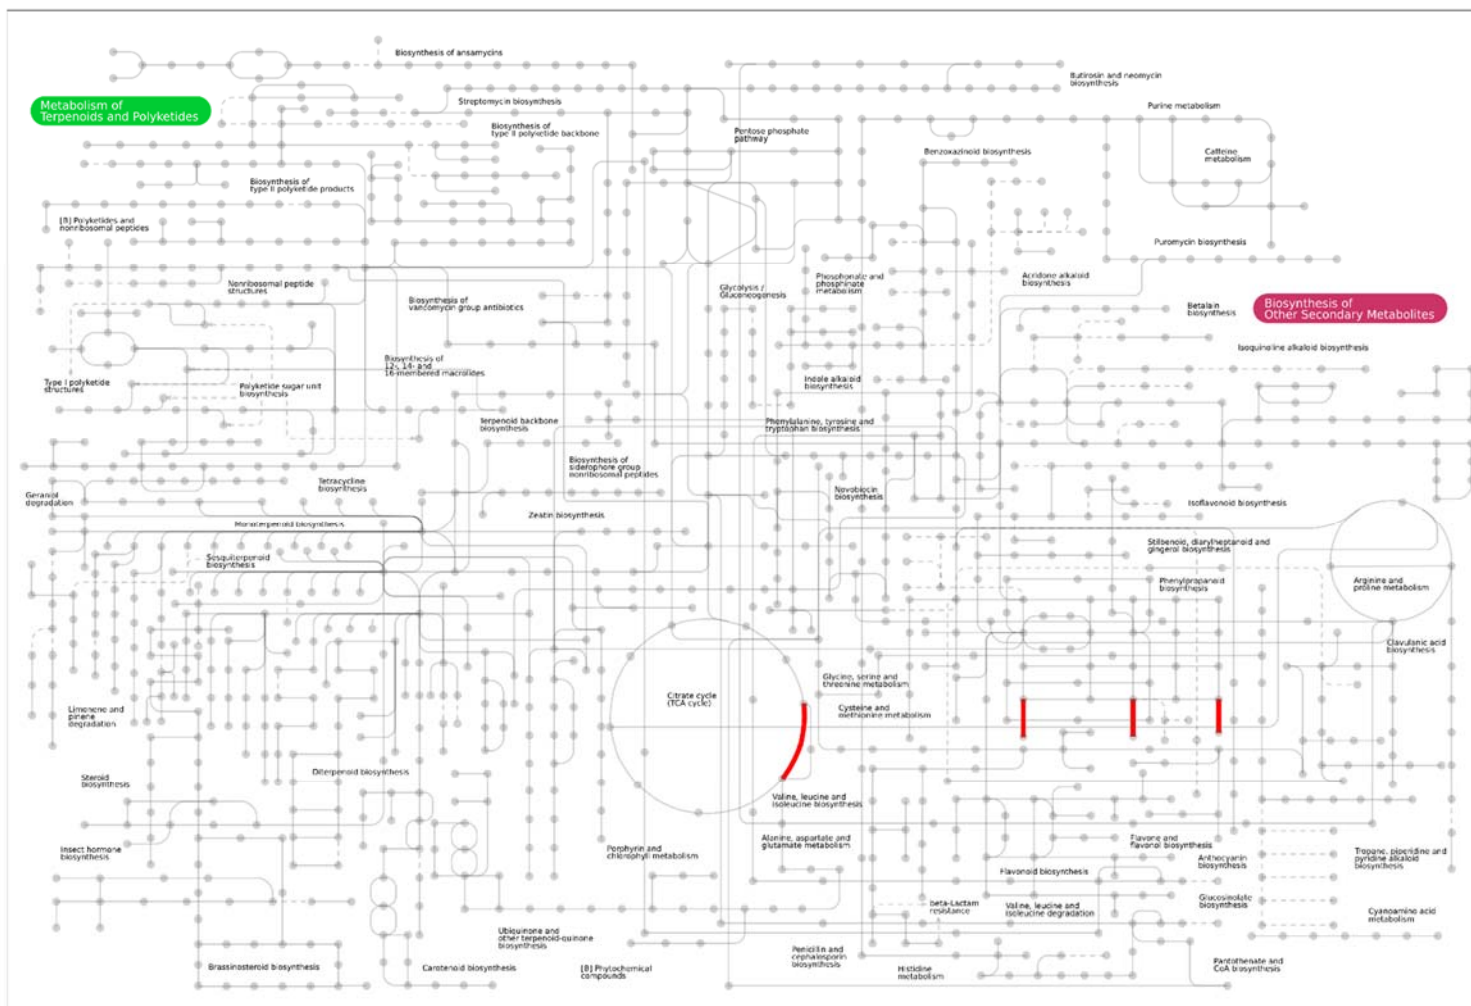 Biosynthesis of ansamycins
Butirosin and neomycin
biosynthesis
Metabolism of
Terpenoids and Polyketides
Streptomycin biosynthesis
Purine metabolism
Biosynthesis of
type II polyketide backbone
Pentose phosphate
pathway
Benzoxazinoid biosynthesis
Caffeine
metabolism
Biosynthesis of
type II polyketide products
[B] Polyketides and
nonribosomal peptides
Puromycin biosynthesis
Nonribosomal peptide
structures
Glycolysis /
Gluconeogenesis
Phosphonate and
phosphinate
metabolism
Acridone alkaloid
biosynthesis
Biosynthesis of
vancomycin group antibiotics
Betalain
biosynthesis
Biosynthesis of
Other Secondary Metabolites
Isoquinoline alkaloid biosynthesis
Biosynthesis of
12-, 14- and
16-membered macrolides
Type I polyketide
structures
Polyketide sugar unit
biosynthesis
Indole alkaloid
biosynthesis
Terpenoid backbone
biosynthesis
Phenylalanine, tyrosine and
tryptophan biosynthesis
Biosynthesis of
siderophore group
nonribosomal peptides
Tetracycline
biosynthesis
Geraniol
degradation
Novobiocin
biosynthesis
Isoflavonoid biosynthesis
Zeatin biosynthesis
Monoterpenoid biosynthesis
Stilbenoid, diarylheptanoid and
gingerol biosynthesis
Sesquiterpenoid
biosynthesis
Phenylpropanoid
biosynthesis
Arginine and
proline metabolism
Clavulanic acid
biosynthesis
Glycine, serine and
threonine metabolism
Citrate cycle
(TCA cycle)
Cysteine and
methionine metabolism
Limonene and
pinene
degradation
Steroid
biosynthesis
Diterpenoid biosynthesis
Valine, leucine and
isoleucine biosynthesis
Alanine, aspartate and
glutamate metabolism
Flavone and
flavonol biosynthesis
Insect hormone
biosynthesis
Porphyrin and
chlorophyll metabolism
Anthocyanin
biosynthesis
Tropane, piperidine and
pyridine alkaloid
biosynthesis
Flavonoid biosynthesis
beta-Lactam
resistance
Valine, leucine and
isoleucine degradation
Glucosinolate
biosynthesis
Cyanoamino acid
metabolism
Ubiquinone and
other terpenoid-quinone
biosynthesis
Penicillin and
cephalosporin
biosynthesis
Brassinosteroid biosynthesis
Carotenoid biosynthesis
[B] Phytochemical
compounds
Histidine
metabolism
Pantothenate and
CoA biosynthesis